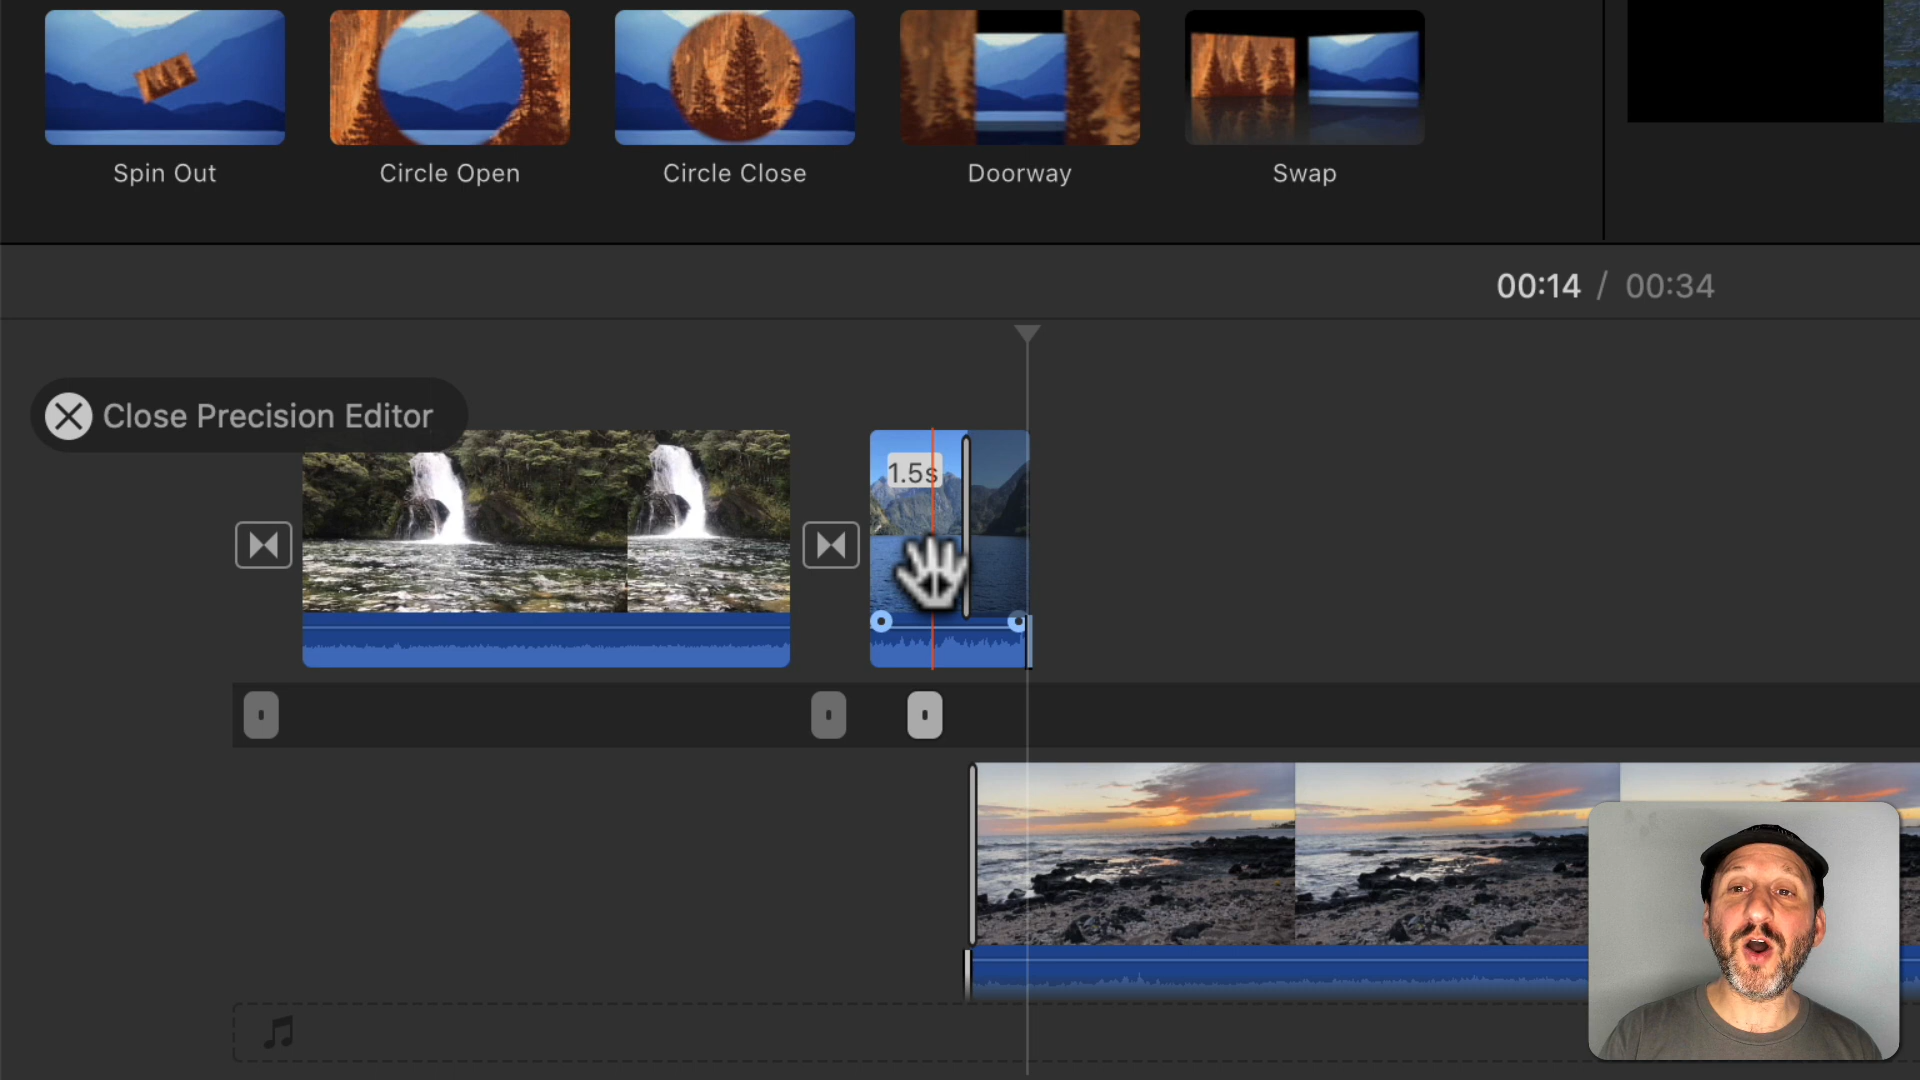 Spin Out
Circle Open
Circle Close
Doorway
Swap
00:14 / 00:34
Close Precision Editor
1.5s